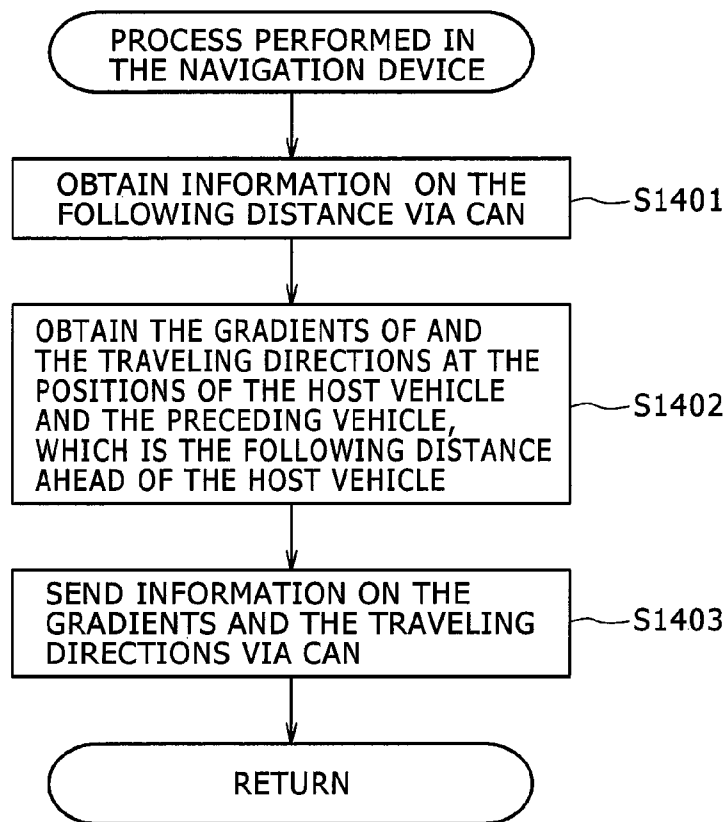 PROCESS PERFORMED IN
THE NAVIGATION DEVICE
OBTAIN INFORMATION ON THE
FOLLOWING DISTANCE VIA CAN
S1401
OBTAIN THE GRADIENTS OF AND
THE TRAVELING DIRECTIONS AT THE
POSITIONS OF THE HOST VEHICLE
AND THE PRECEDING VEHICLE,
WHICH IS THE FOLLOWING DISTANCE
AHEAD OF THE HOST VEHICLE
S1402
SEND INFORMATION ON THE
GRADIENTS AND THE TRAVELING
DIRECTIONS VIA CAN
S1403
RETURN